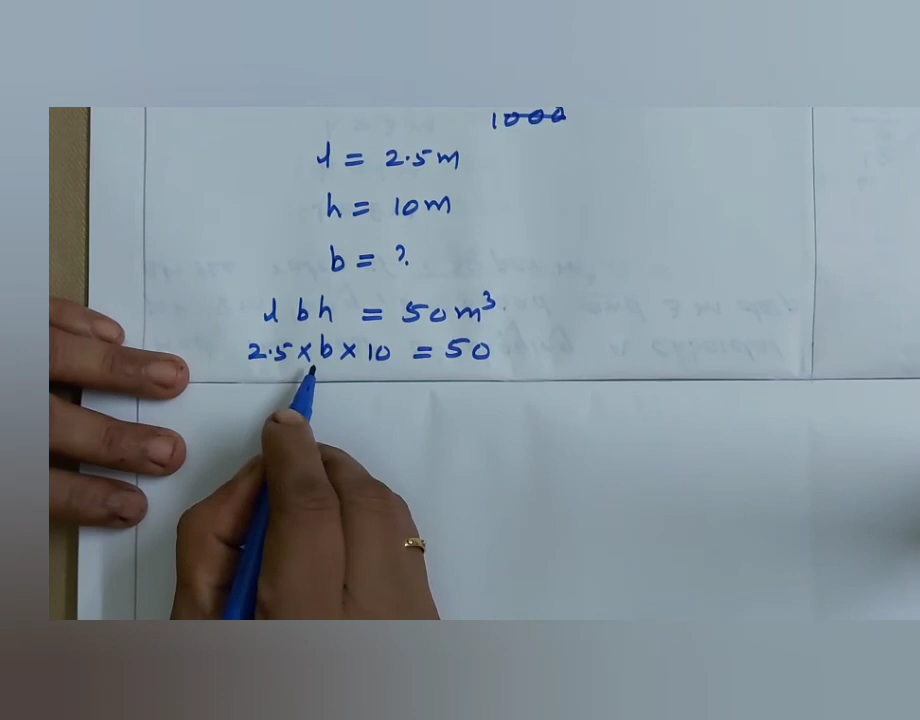 1000
l = 2.5m
h = 10m
b = ?
l b h = 50m³
2.5 × b × 10 = 50